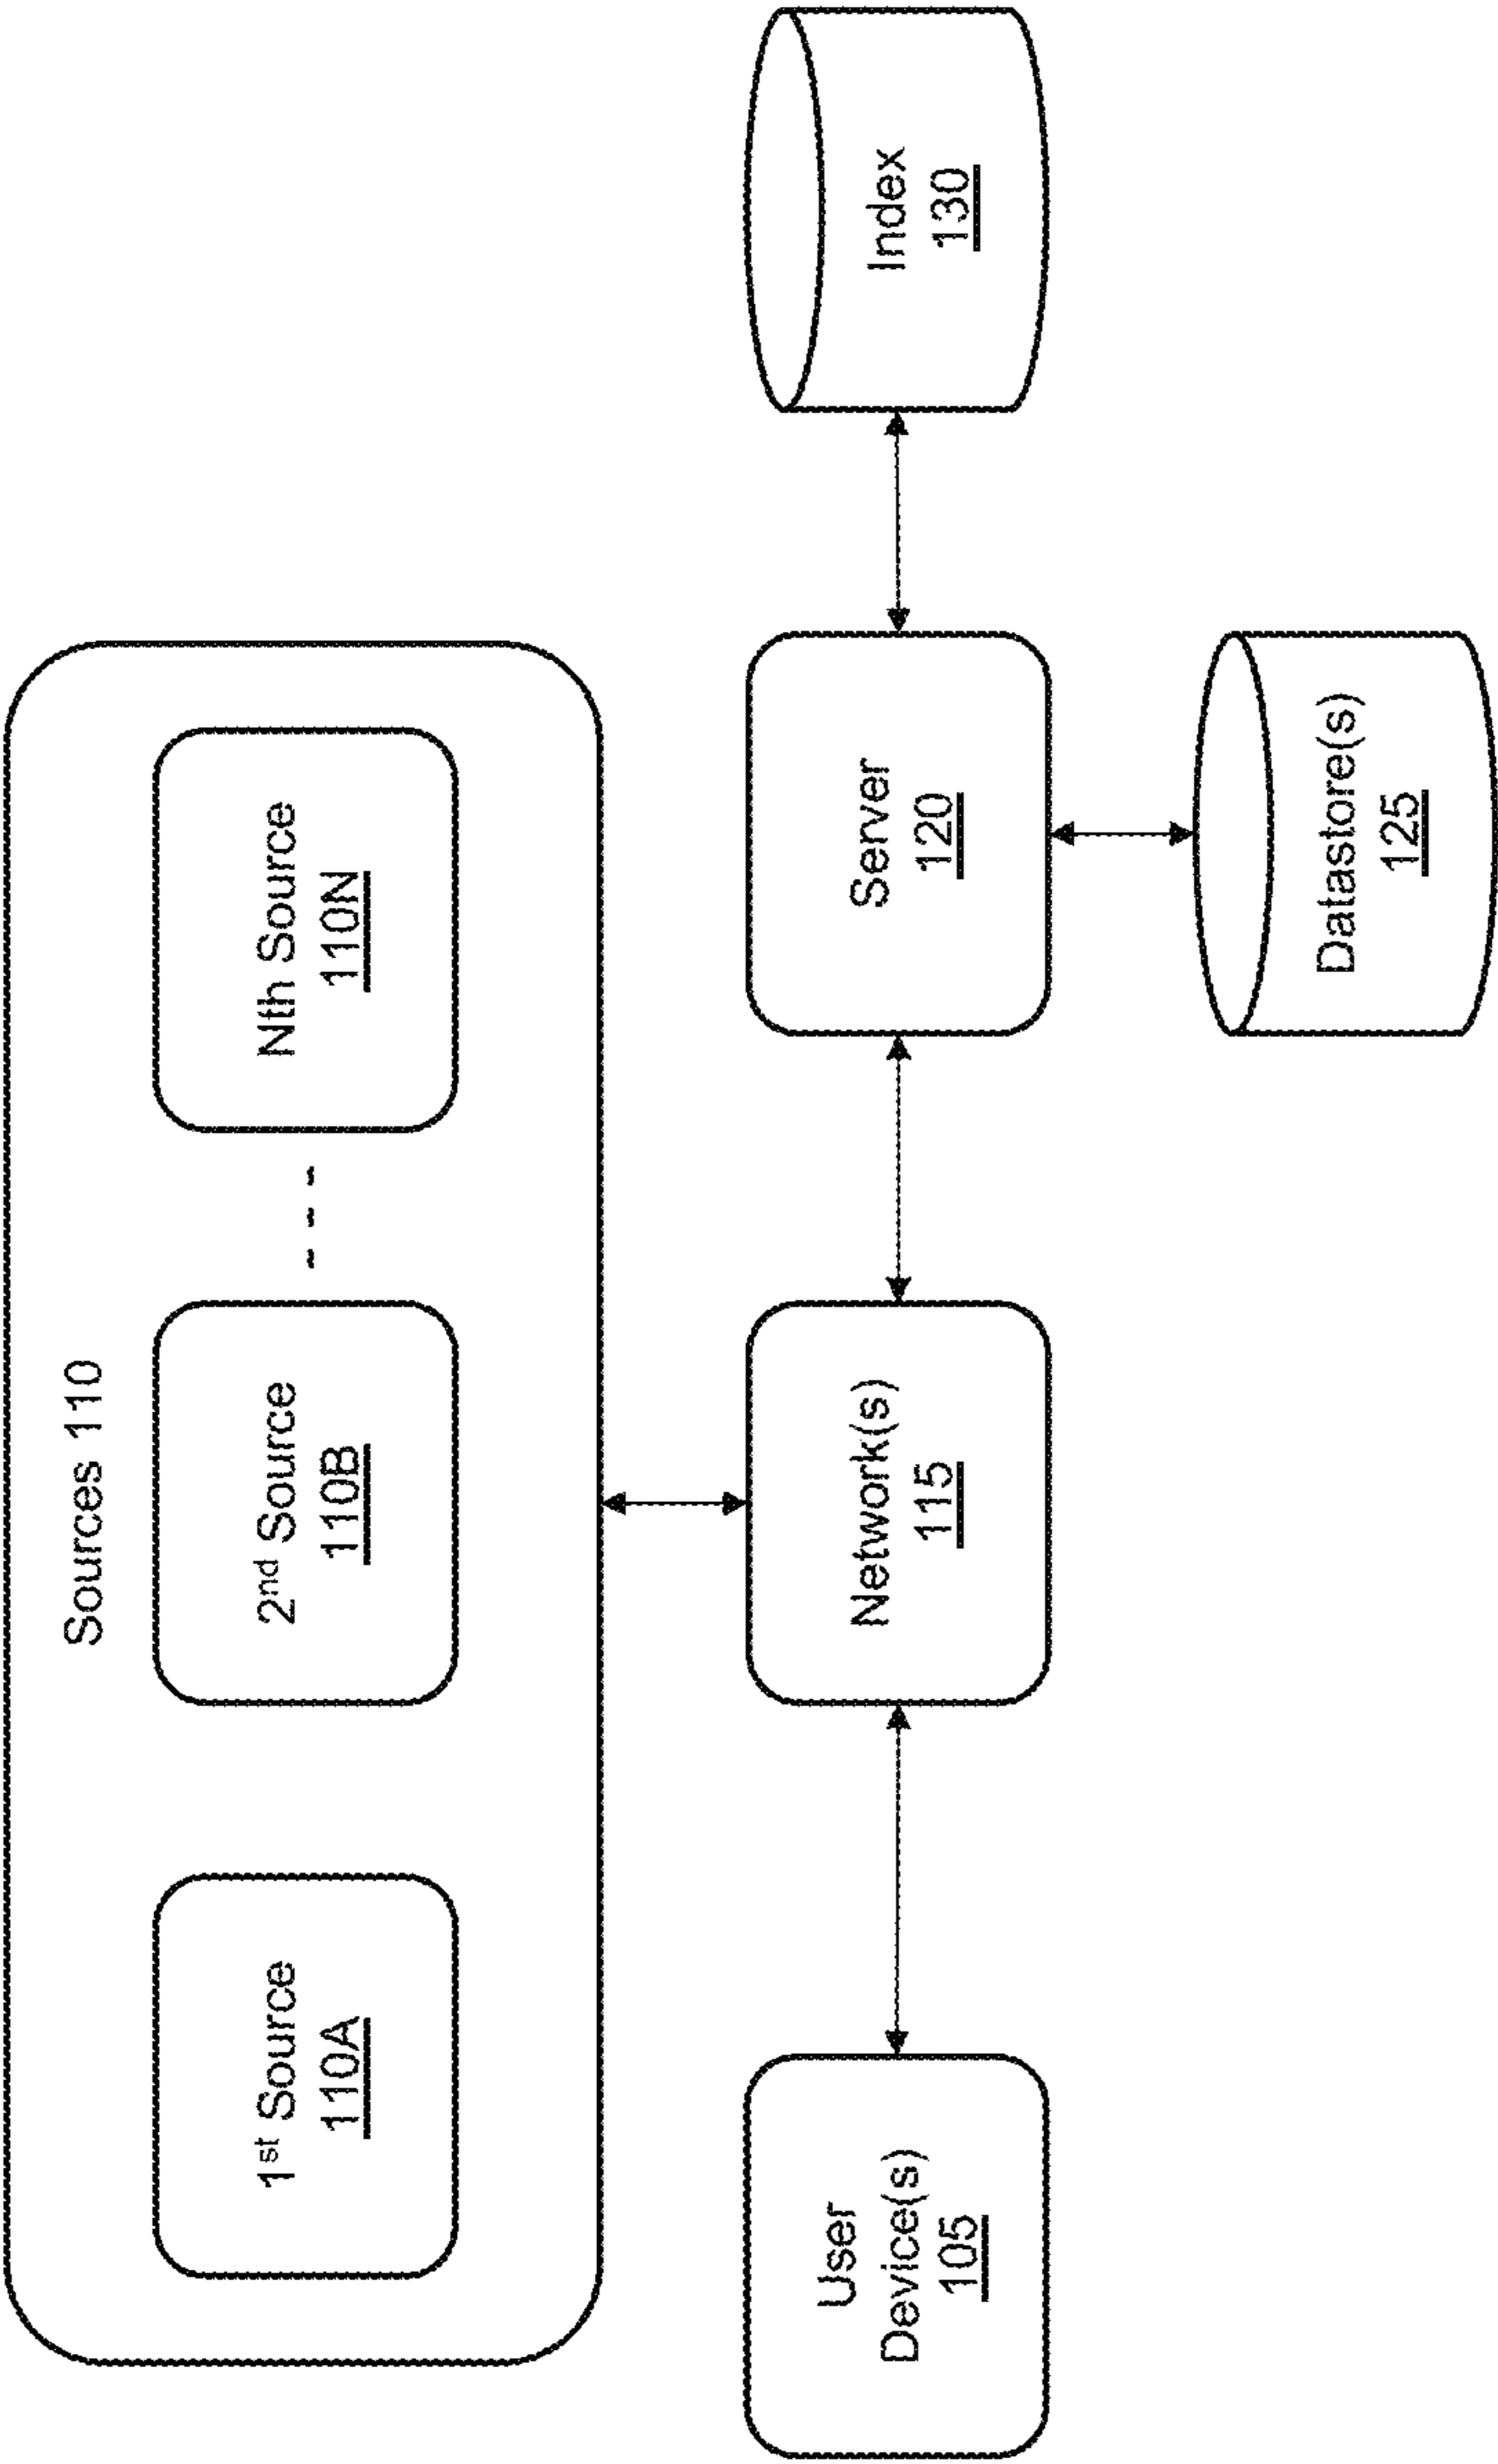 Sources 110
1st Source
110A
2nd Source
110B
Nth Source
110N
User
Device(s)
105
Network(s)
115
Server
120
Index
130
Datastore(s)
125